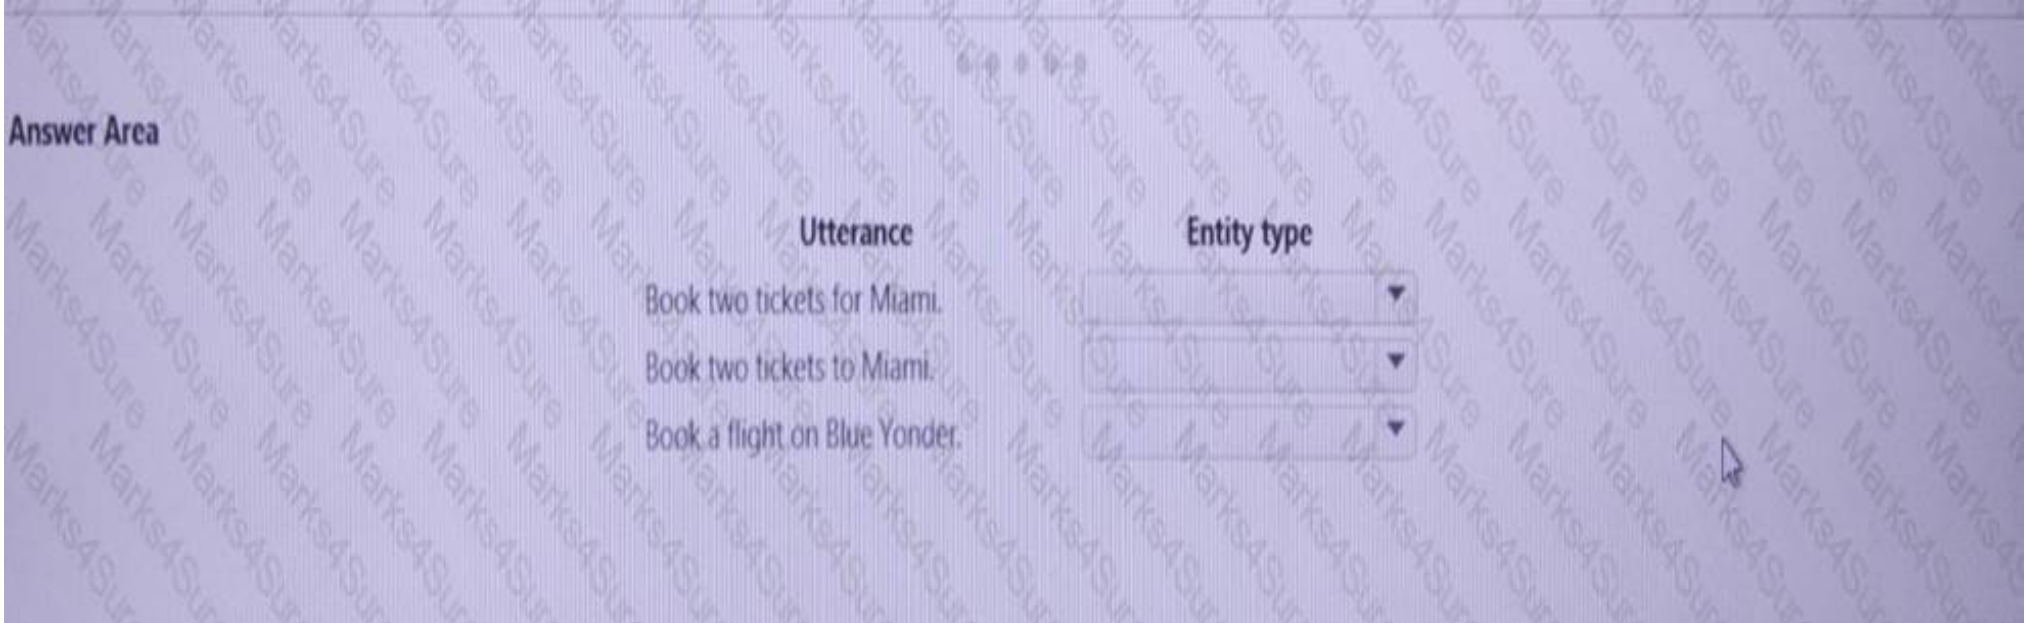 Answer Area
Utterance Entity type
Book two tickets for Miami.
Book two tickets to Miami.
Book a flight on Blue Yonder.
Marks4Sure